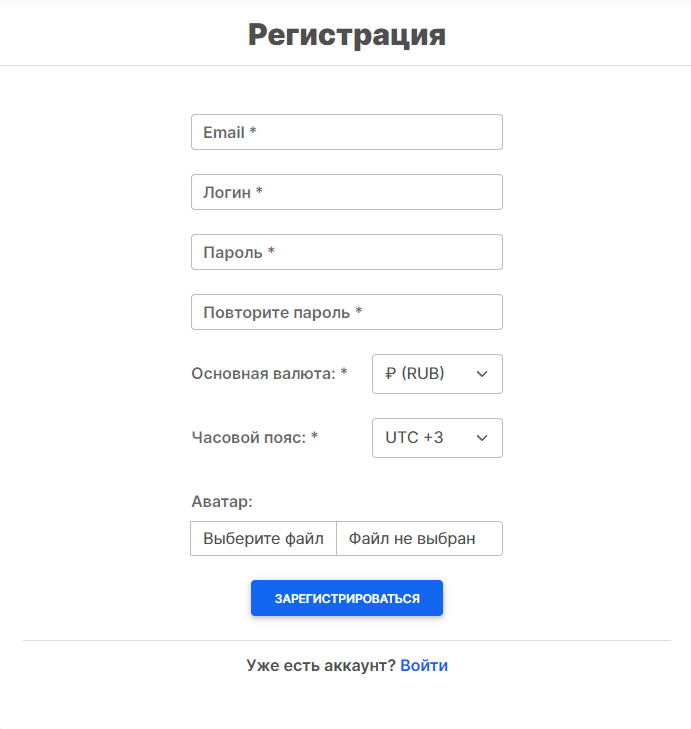 Регистрация
Email *
Логин *
Пароль *
Повторите пароль *
Основная валюта: * ₽ (RUB)
Часовой пояс: * UTC +3
Аватар:
Выберите файл Файл не выбран
ЗАРЕГИСТРИРОВАТЬСЯ
Уже есть аккаунт? Войти